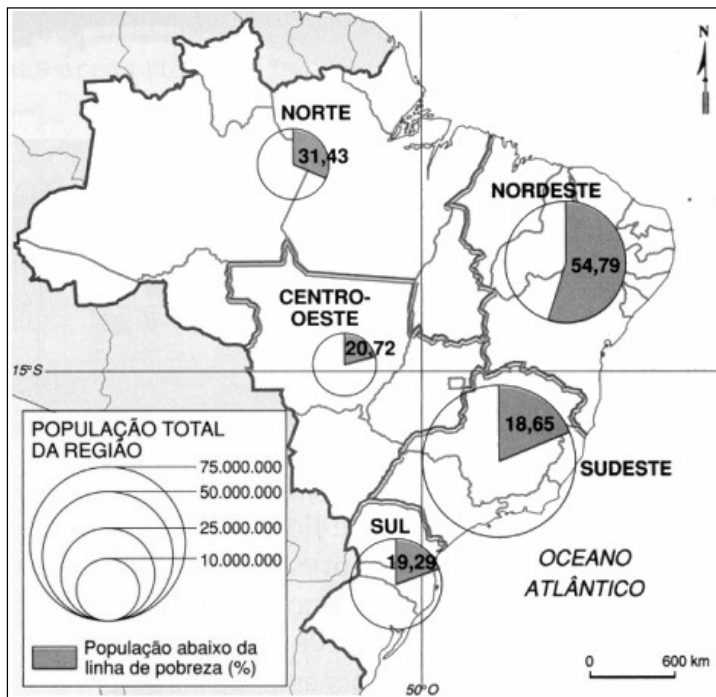 N
NORTE
31,43
NORDESTE
54,79
CENTRO-
OESTE
20,72
15°S
18,65
SUDESTE
SUL
19,29
OCEANO
ATLÂNTICO
POPULAÇÃO TOTAL
DA REGIÃO
75.000.000
50.000.000
25.000.000
10.000.000
População abaixo da
linha de pobreza (%)
0 600 km
50°O